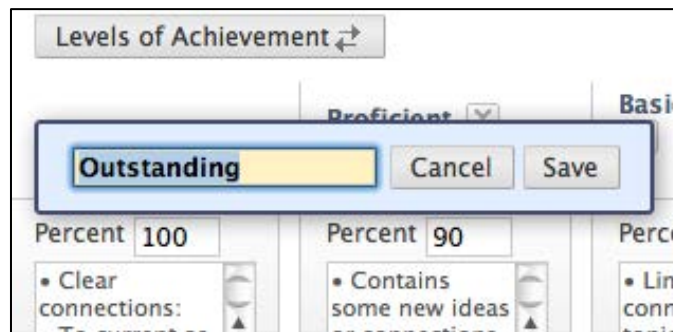 Levels of Achievement
Proficient
Outstanding Cancel Save
Percent 100 Percent 90
• Clear • Contains
connections: some new ideas